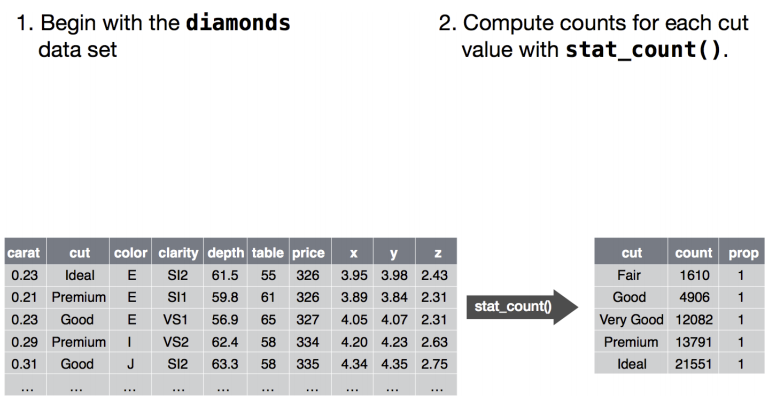 1. Begin with the diamonds
data set
2. Compute counts for each cut
value with stat_count().
carat cut color clarity depth table price x y z
0.23 Ideal E SI2 61.5 55 326 3.95 3.98 2.43
0.21 Premium E SI1 59.8 61 326 3.89 3.84 2.31
0.23 Good E VS1 56.9 65 327 4.05 4.07 2.31
0.29 Premium I VS2 62.4 58 334 4.20 4.23 2.63
0.31 Good J SI2 63.3 58 335 4.34 4.35 2.75
... ... ... ... ... ... ... ... ... ...
stat_count()
cut count prop
Fair 1610 1
Good 4906 1
Very Good 12082 1
Premium 13791 1
Ideal 21551 1